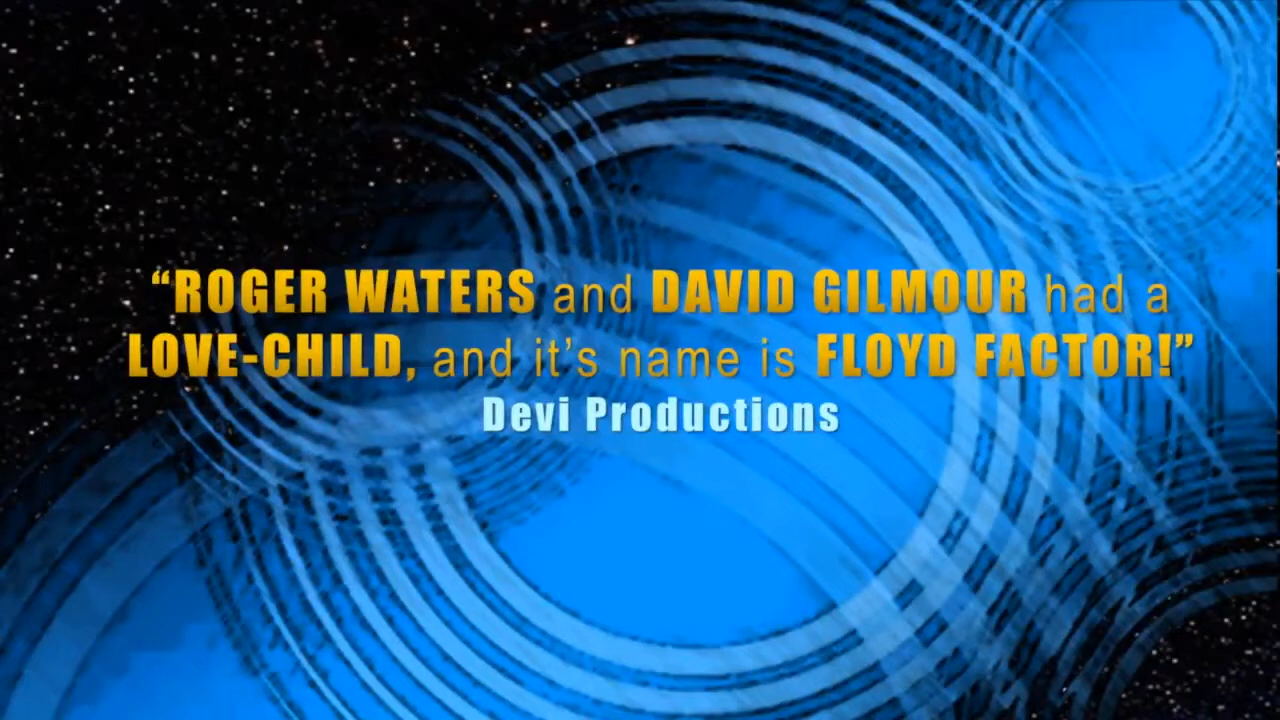 “ROGER WATERS and DAVID GILMOUR had a
LOVE-CHILD, and it’s name is FLOYD FACTOR!”
Devi Productions